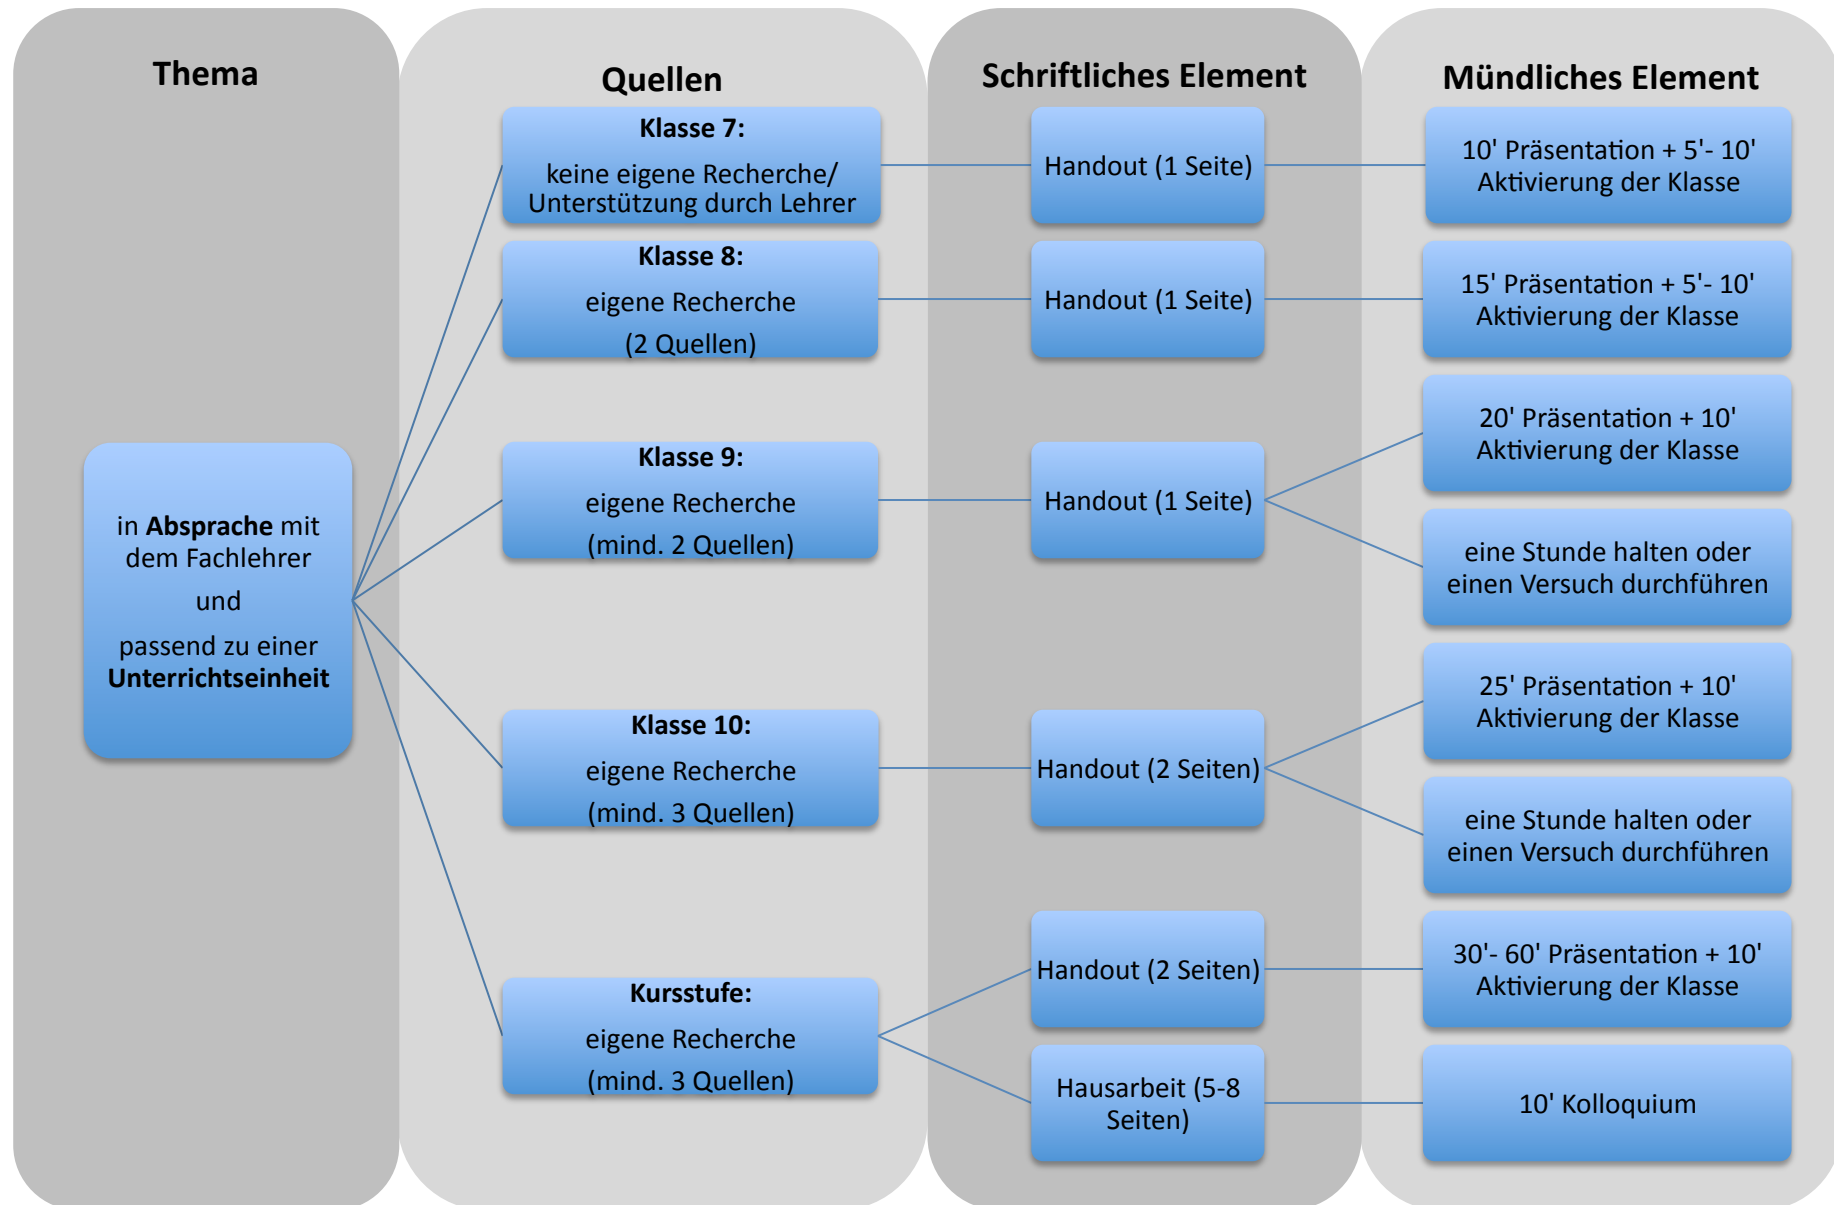 Thema
in Absprache mit
dem Fachlehrer
und
passend zu einer
Unterrichtseinheit
Quellen
Klasse 7:
keine eigene Recherche/
Unterstützung durch Lehrer
Klasse 8:
eigene Recherche
(2 Quellen)
Klasse 9:
eigene Recherche
(mind. 2 Quellen)
Klasse 10:
eigene Recherche
(mind. 3 Quellen)
Kursstufe:
eigene Recherche
(mind. 3 Quellen)
Schriftliches Element
Handout (1 Seite)
Handout (1 Seite)
Handout (1 Seite)
Handout (2 Seiten)
Handout (2 Seiten)
Hausarbeit (5-8
Seiten)
Mündliches Element
10' Präsentation + 5'- 10'
Aktivierung der Klasse
15' Präsentation + 5'- 10'
Aktivierung der Klasse
20' Präsentation + 10'
Aktivierung der Klasse
eine Stunde halten oder
einen Versuch durchführen
25' Präsentation + 10'
Aktivierung der Klasse
eine Stunde halten oder
einen Versuch durchführen
30'- 60' Präsentation + 10'
Aktivierung der Klasse
10' Kolloquium